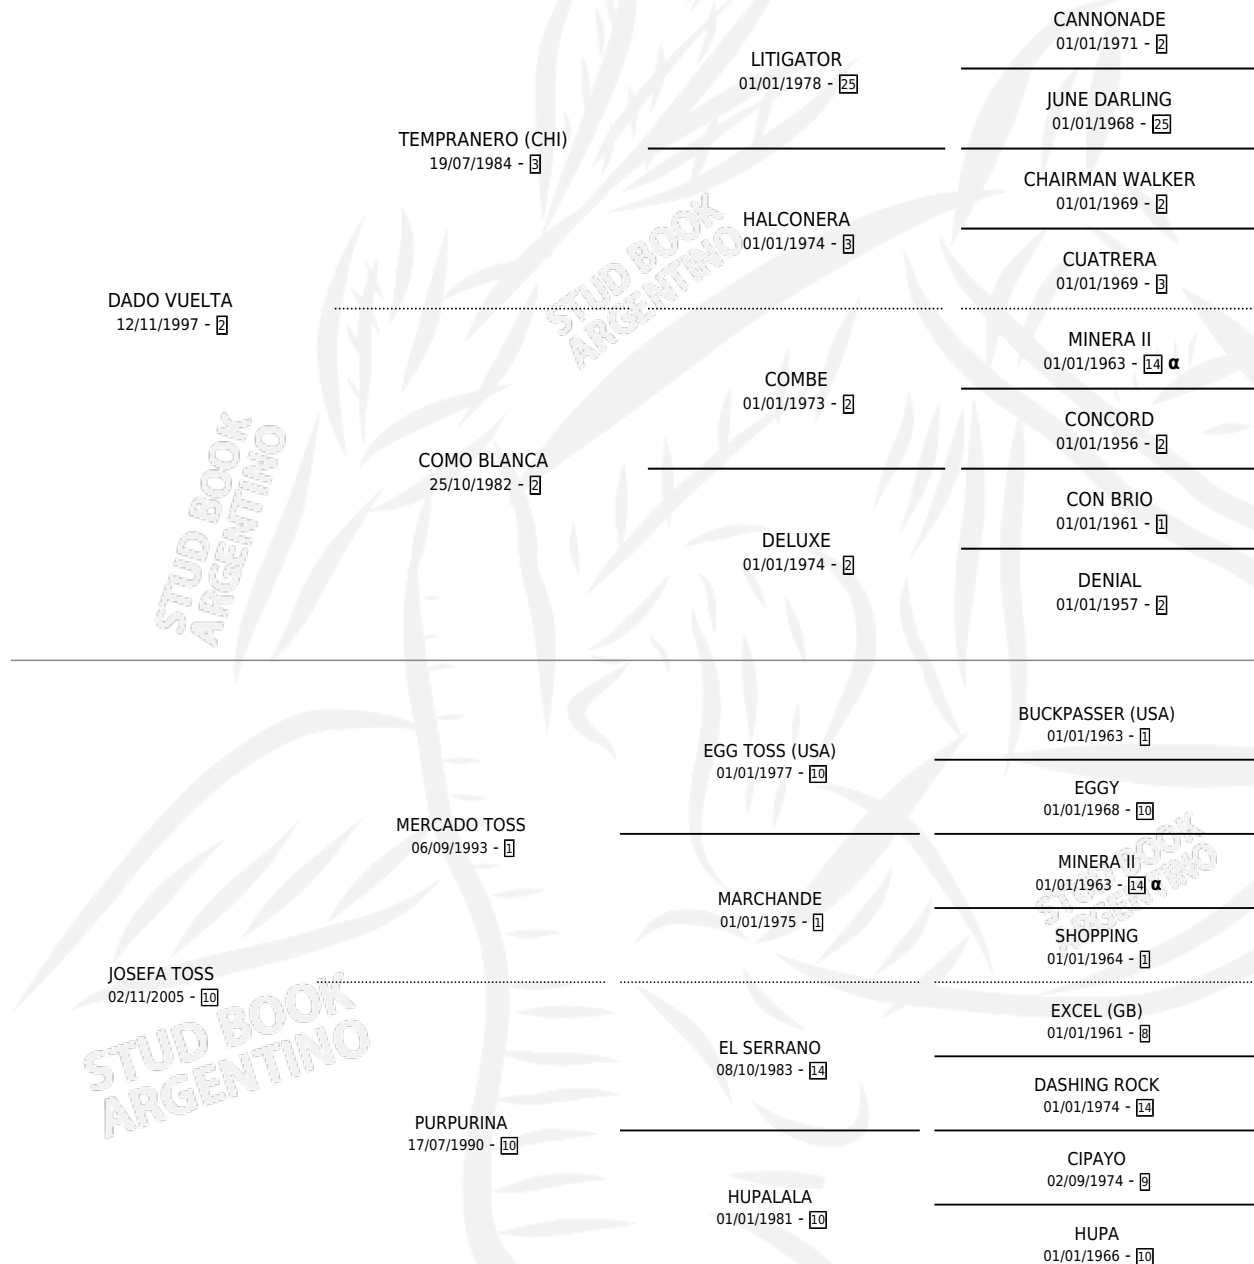 CANNONADE
01/01/1971 - 2
LITIGATOR
01/01/1978 - 25
JUNE DARLING
01/01/1968 - 25
TEMPRANERO (CHI)
19/07/1984 - 3
CHAIRMAN WALKER
01/01/1969 - 2
HALCONERA
01/01/1974 - 3
CUATRERA
01/01/1969 - 3
DADO VUELTA
12/11/1997 - 2
MINERA II
01/01/1963 - 14 α
COMBE
01/01/1973 - 2
CONCORD
01/01/1956 - 2
COMO BLANCA
25/10/1982 - 2
CON BRIO
01/01/1961 - 1
DELUXE
01/01/1974 - 2
DENIAL
01/01/1957 - 2
BUCKPASSER (USA)
01/01/1963 - 1
EGG TOSS (USA)
01/01/1977 - 10
EGGY
01/01/1968 - 10
MERCADO TOSS
06/09/1993 - 1
MINERA II
01/01/1963 - 14 α
MARCHANDE
01/01/1975 - 1
SHOPPING
01/01/1964 - 1
JOSEFA TOSS
02/11/2005 - 10
EXCEL (GB)
01/01/1961 - 8
EL SERRANO
08/10/1983 - 14
DASHING ROCK
01/01/1974 - 14
PURPURINA
17/07/1990 - 10
CIPAYO
02/09/1974 - 9
HUPALALA
01/01/1981 - 10
HUPA
01/01/1966 - 10
STUD BOOK
ARGENTINO
STUD BOOK
ARGENTINO
STUD BOOK
ARGENTINO
STUD BOOK
ARGENTINO